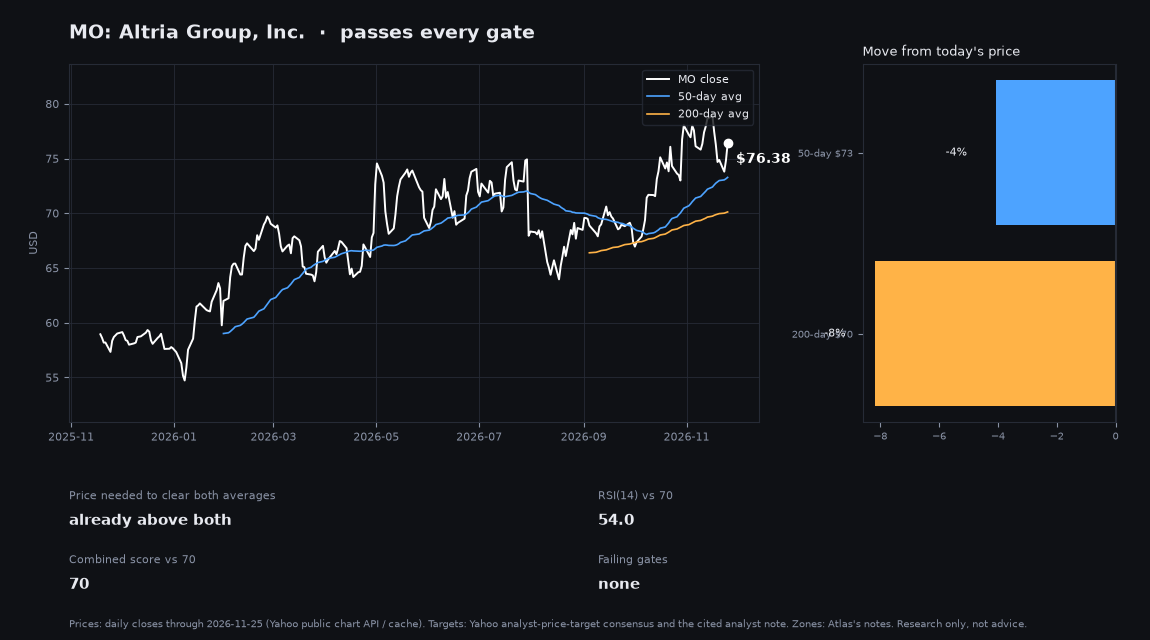 MO: Altria Group, Inc. · passes every gate
Move from today's price
MO close
50-day avg
200-day avg
80
75
70
65
60
55
USD
$76.38
2025-11
2026-01
2026-03
2026-05
2026-07
2026-09
2026-11
50-day $73
-4%
200-day $70
-8%
−8
−6
−4
−2
0
Price needed to clear both averages
already above both
RSI(14) vs 70
54.0
Combined score vs 70
70
Failing gates
none
Prices: daily closes through 2026-11-25 (Yahoo public chart API / cache). Targets: Yahoo analyst-price-target consensus and the cited analyst note. Zones: Atlas's notes. Research only, not advice.